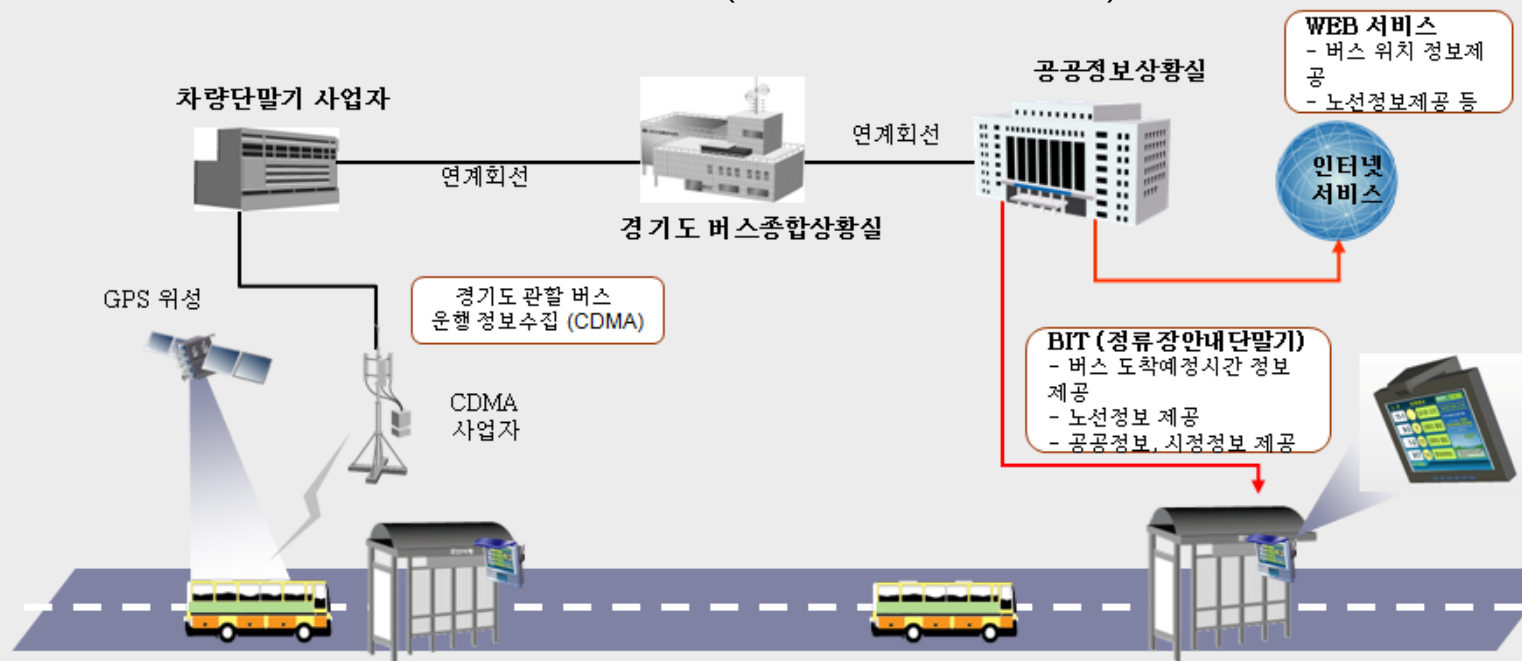 WEB 서비스
- 버스 위치 정보제
공
- 노선정보제공 등
공공정보상황실
차량단말기 사업자
연계회선
연계회선
인터넷
서비스
경기도 버스종합상황실
GPS 위성
경기도 관할 버스
운행 정보수집 (CDMA)
BIT (정류장안내단말기)
- 버스 도착예정시간 정보
제공
- 노선정보 제공
- 공공정보, 시정정보 제공
CDMA
사업자